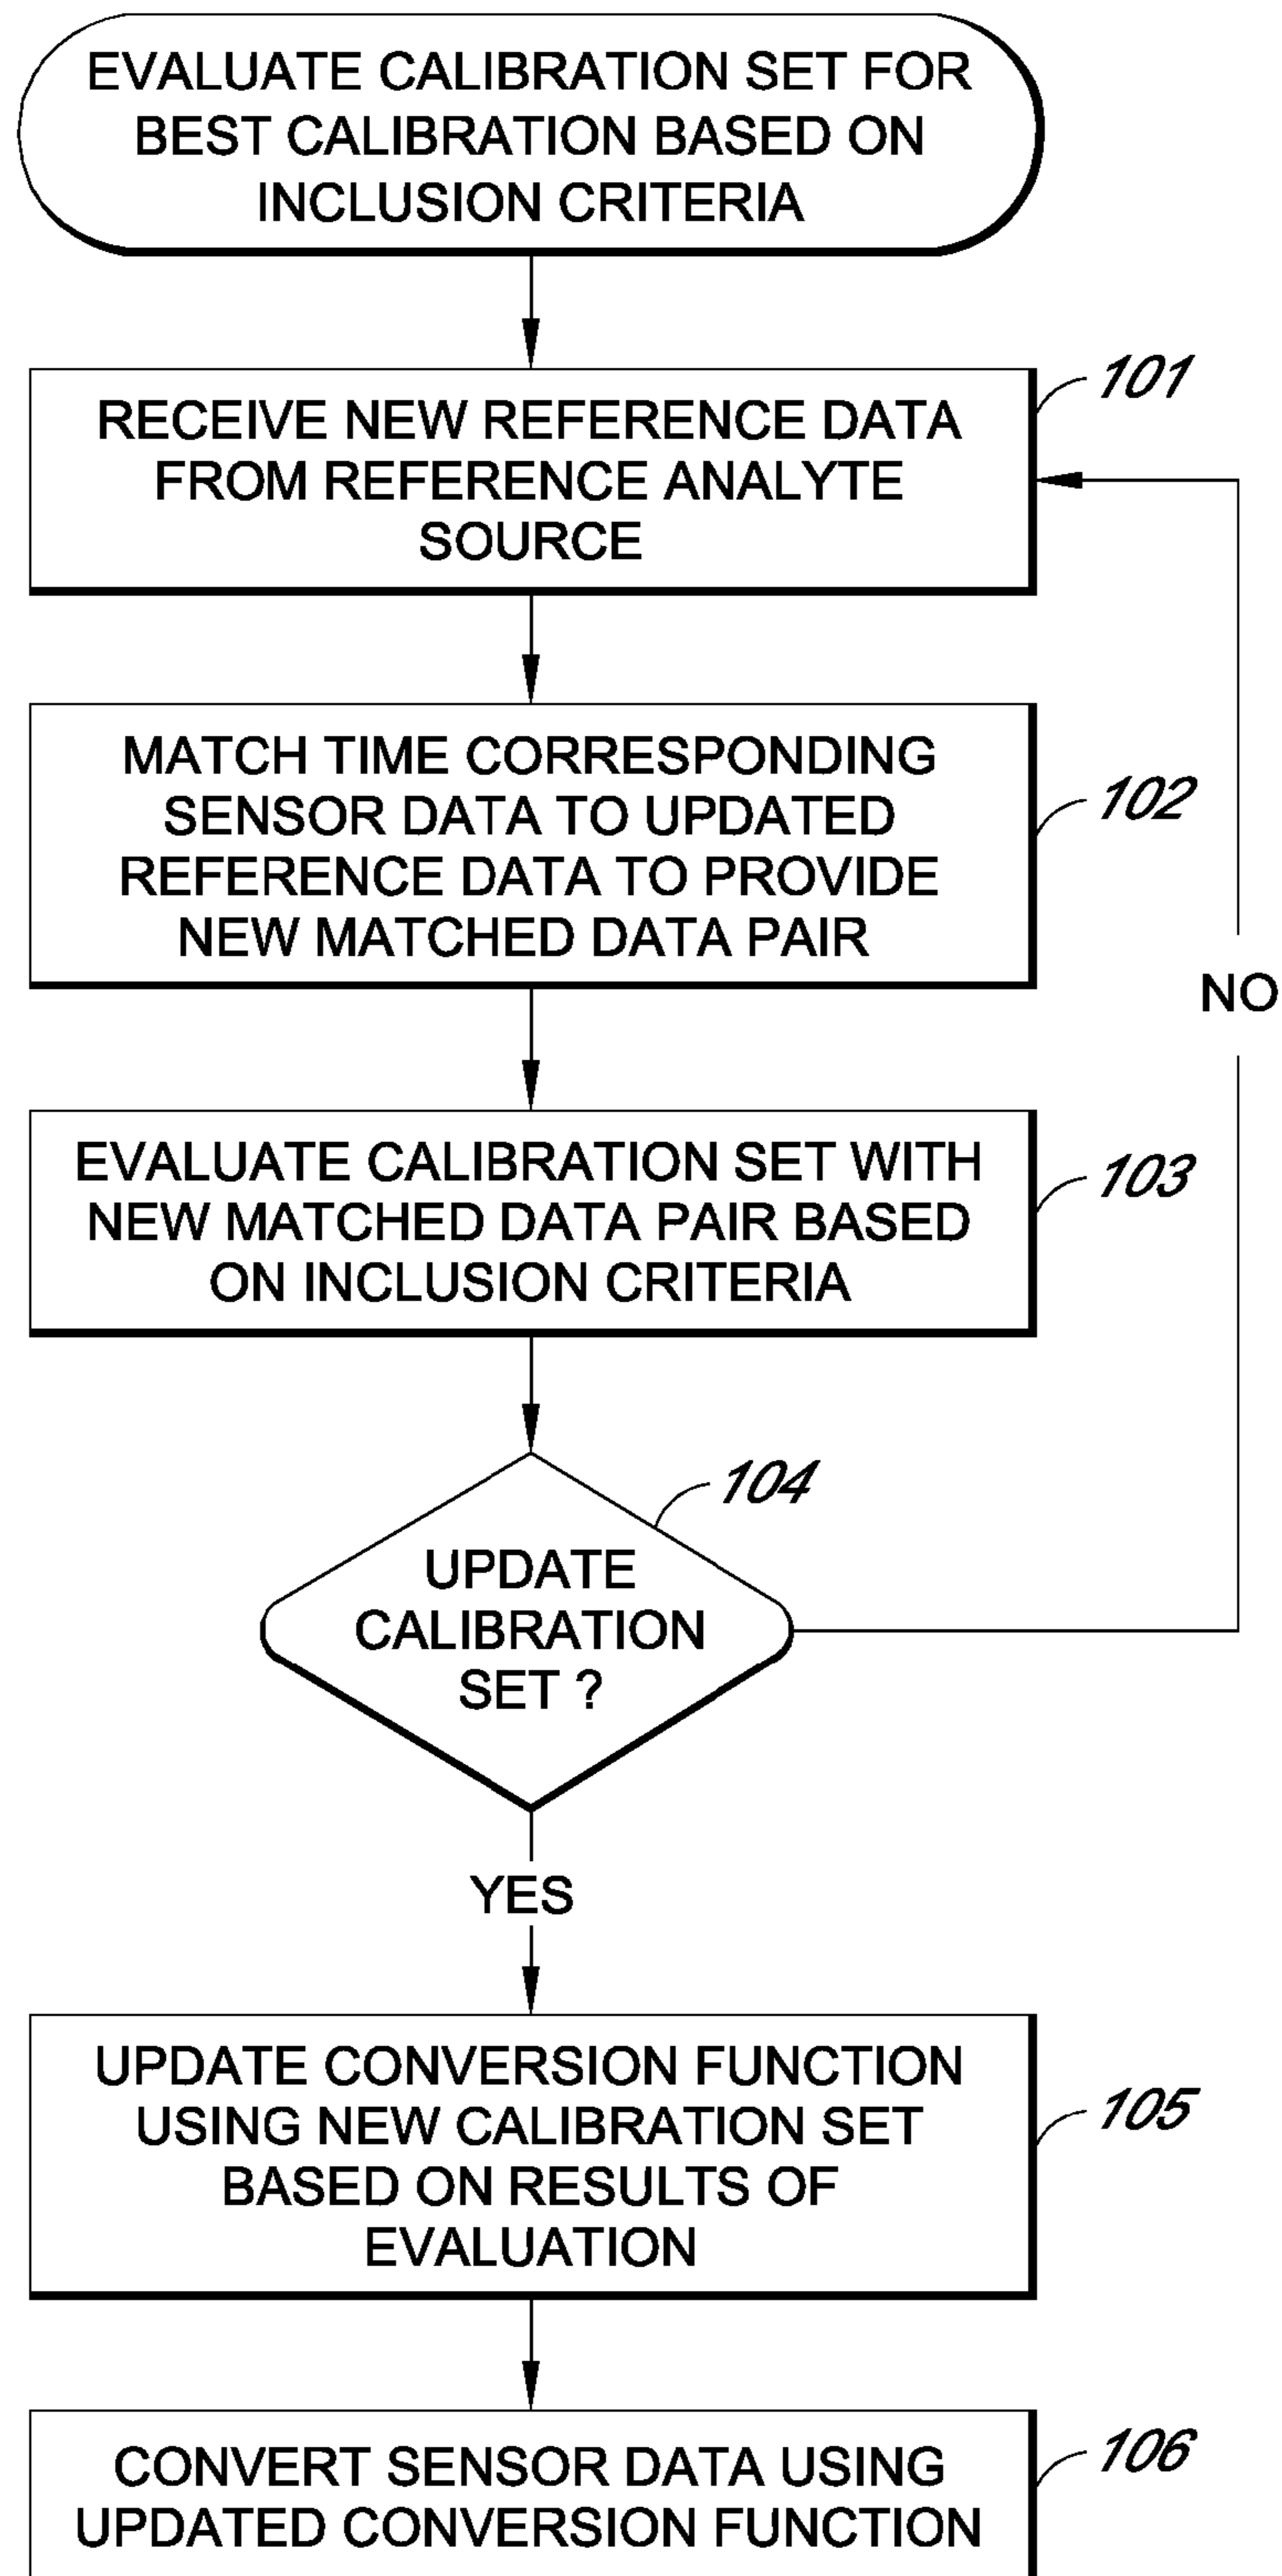 EVALUATE CALIBRATION SET FOR
BEST CALIBRATION BASED ON
INCLUSION CRITERIA
101
RECEIVE NEW REFERENCE DATA
FROM REFERENCE ANALYTE
SOURCE
102
MATCH TIME CORRESPONDING
SENSOR DATA TO UPDATED
REFERENCE DATA TO PROVIDE
NEW MATCHED DATA PAIR
NO
103
EVALUATE CALIBRATION SET WITH
NEW MATCHED DATA PAIR BASED
ON INCLUSION CRITERIA
104
UPDATE
CALIBRATION
SET ?
YES
105
UPDATE CONVERSION FUNCTION
USING NEW CALIBRATION SET
BASED ON RESULTS OF
EVALUATION
106
CONVERT SENSOR DATA USING
UPDATED CONVERSION FUNCTION